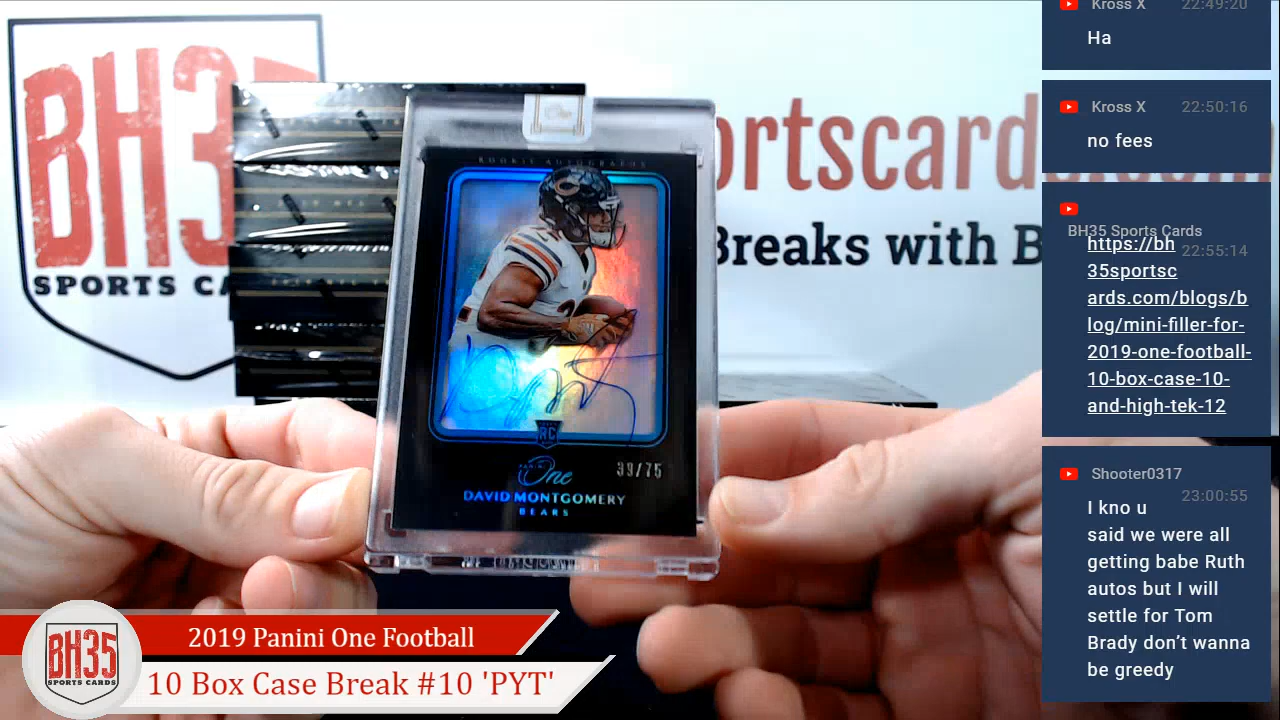 BH35
SPORTS CA
ortscards.com
Breaks with B
ROOKIE AUTOGRAPHS
RC
PANINI
One
39/75
DAVID MONTGOMERY
BEARS
BH35
SPORTS CARDS
2019 Panini One Football
10 Box Case Break #10 'PYT'
Kross X 22:49:20
Ha
Kross X 22:50:16
no fees
BH35 Sports Cards
https://bh 22:55:14
35sportsc
ards.com/blogs/b
log/mini-filler-for-
2019-one-football-
10-box-case-10-
and-high-tek-12
Shooter0317
23:00:55
I kno u
said we were all
getting babe Ruth
autos but I will
settle for Tom
Brady don't wanna
be greedy